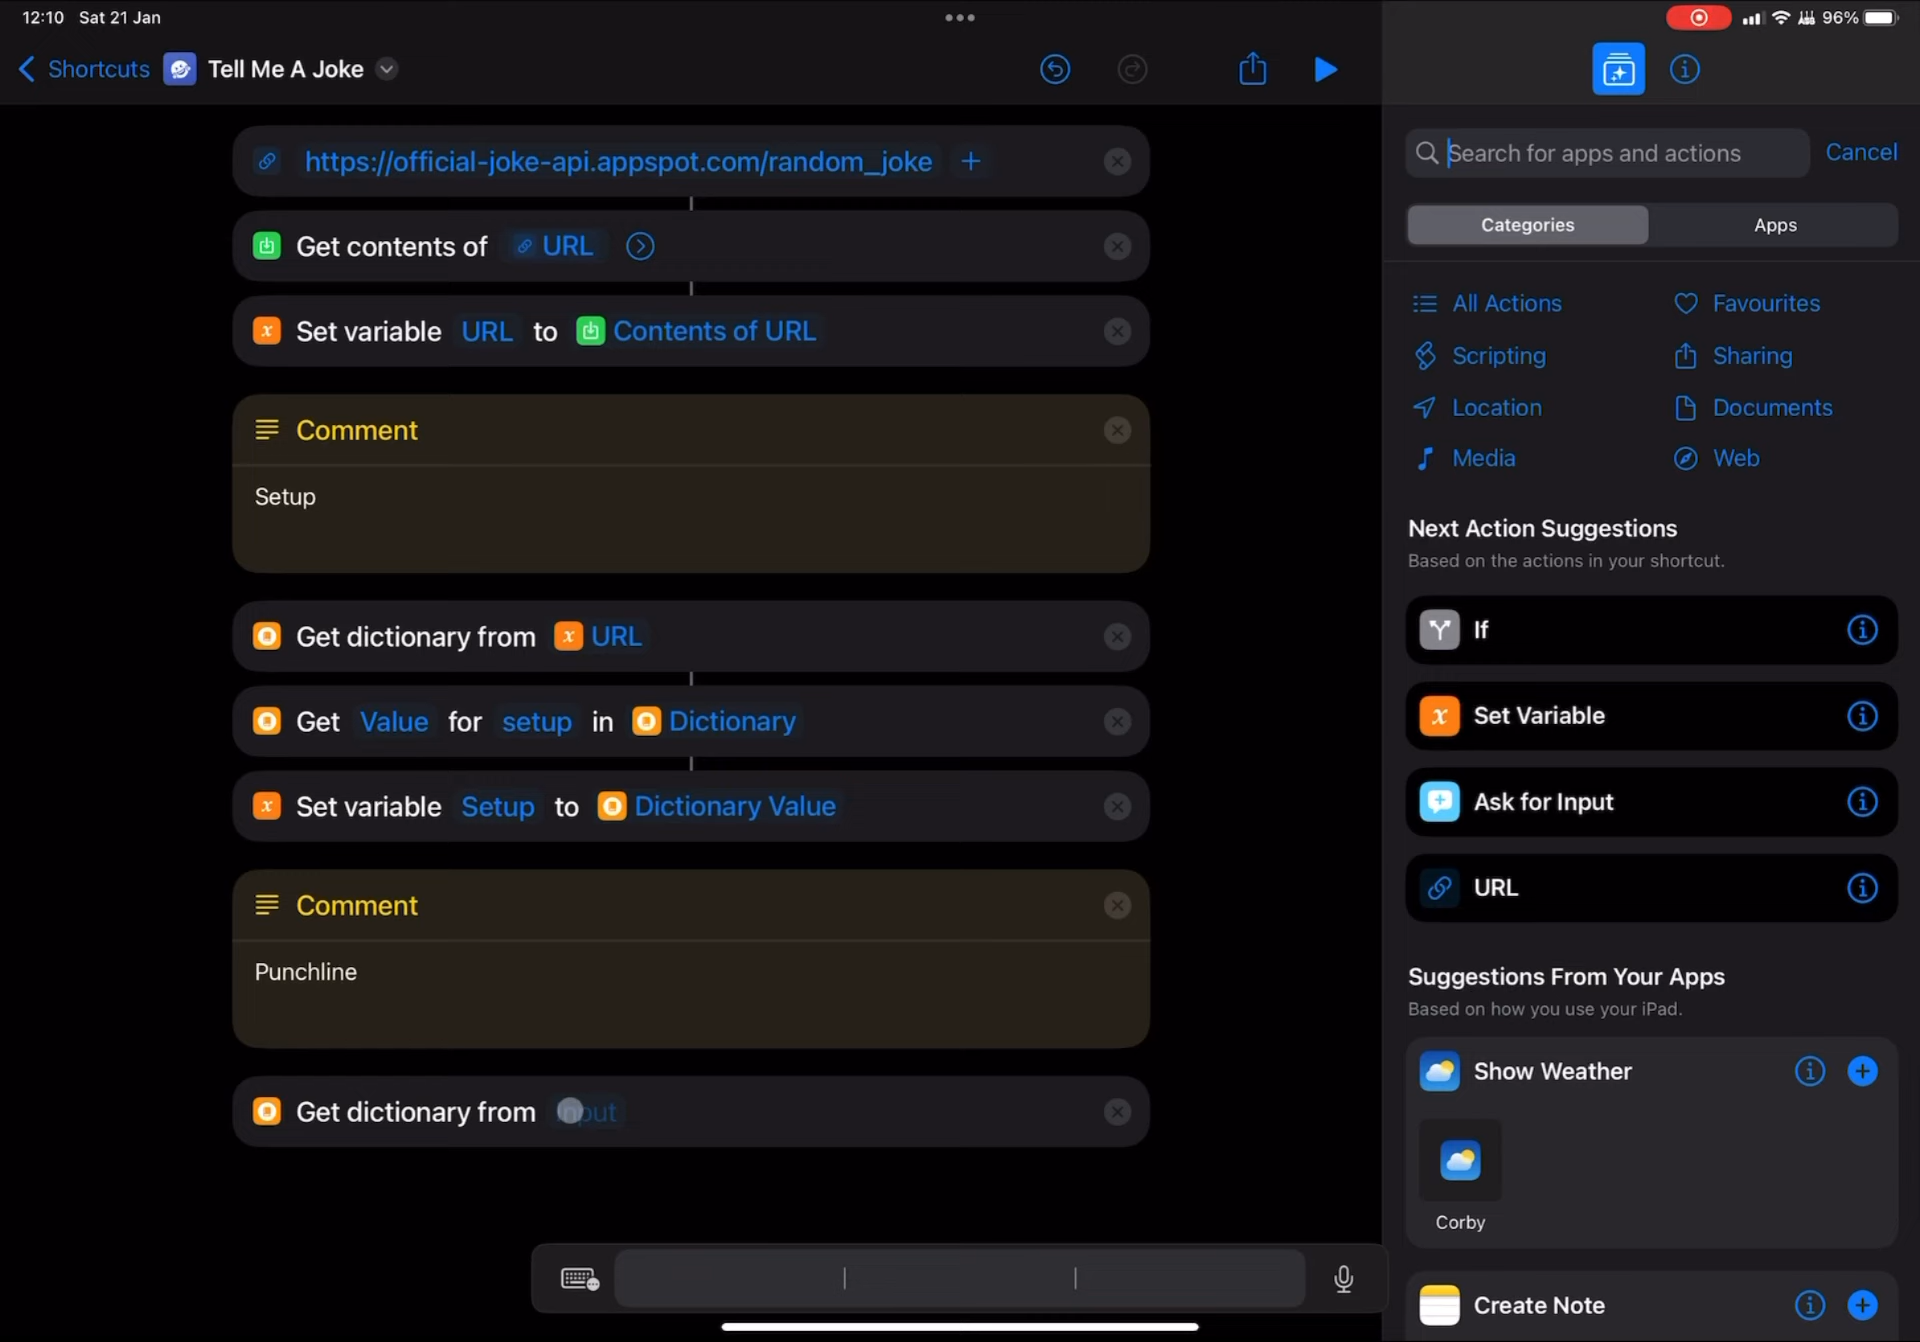 12:10 Sat 21 Jan
96%
Shortcuts Tell Me A Joke
https://official-joke-api.appspot.com/random_joke
Get contents of URL
Set variable URL to Contents of URL
Comment
Setup
Get dictionary from URL
Get Value for setup in Dictionary
Set variable Setup to Dictionary Value
Comment
Punchline
Get dictionary from Input
Search for apps and actions Cancel
Categories Apps
All Actions Favourites
Scripting Sharing
Location Documents
Media Web
Next Action Suggestions
Based on the actions in your shortcut.
If
Set Variable
Ask for Input
URL
Suggestions From Your Apps
Based on how you use your iPad.
Show Weather
Corby
Create Note